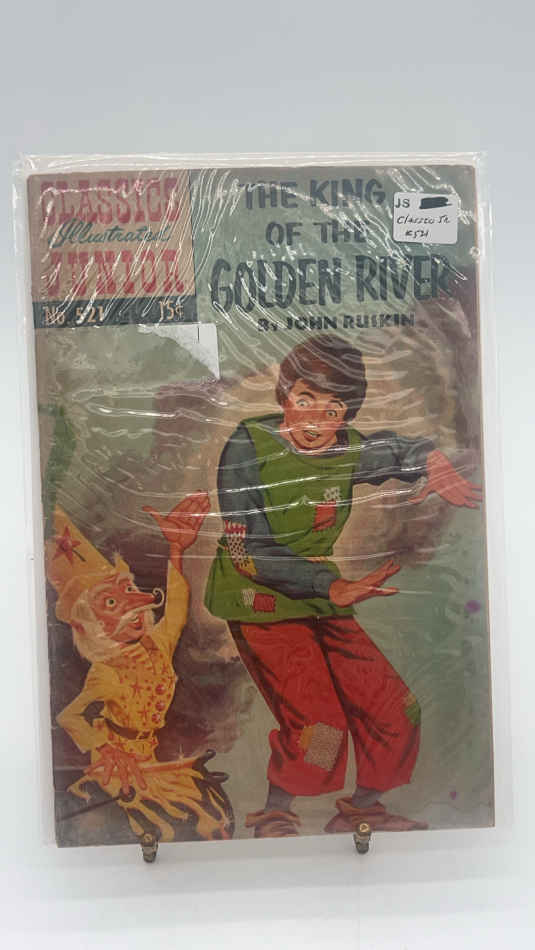 CLASSICS
Illustrated
JUNIOR
No. 521 15¢
THE KING
OF THE
GOLDEN RIVER
BY JOHN RUSKIN
JS
Classic Jr
#521